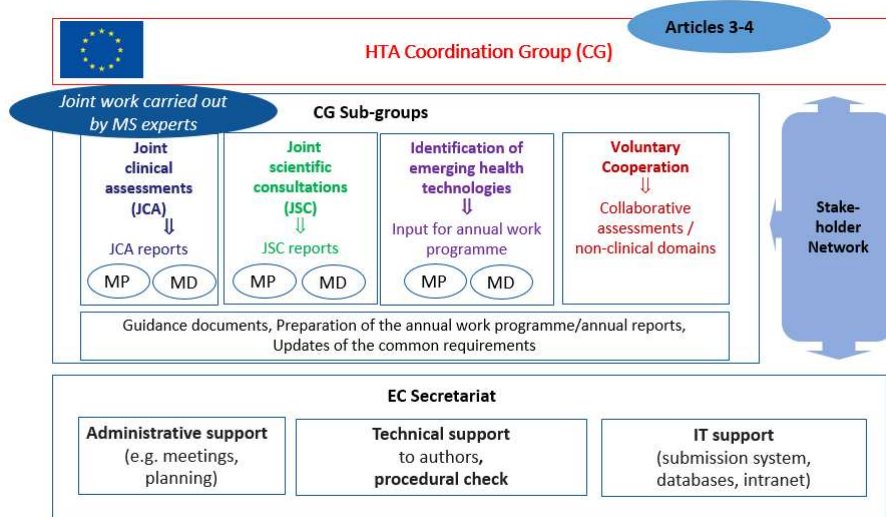 Articles 3-4
HTA Coordination Group (CG)
Joint work carried out
by MS experts
CG Sub-groups
Joint
clinical
assessments
(JCA)
⇓
JCA reports
MP MD
Joint
scientific
consultations
(JSC)
⇓
JSC reports
MP MD
Identification of
emerging health
technologies
⇓
Input for annual work
programme
MP MD
Voluntary
Cooperation
⇓
Collaborative
assessments /
non-clinical domains
Stake-
holder
Network
Guidance documents, Preparation of the annual work programme/annual reports,
Updates of the common requirements
EC Secretariat
Administrative support
(e.g. meetings,
planning)
Technical support
to authors,
procedural check
IT support
(submission system,
databases, intranet)